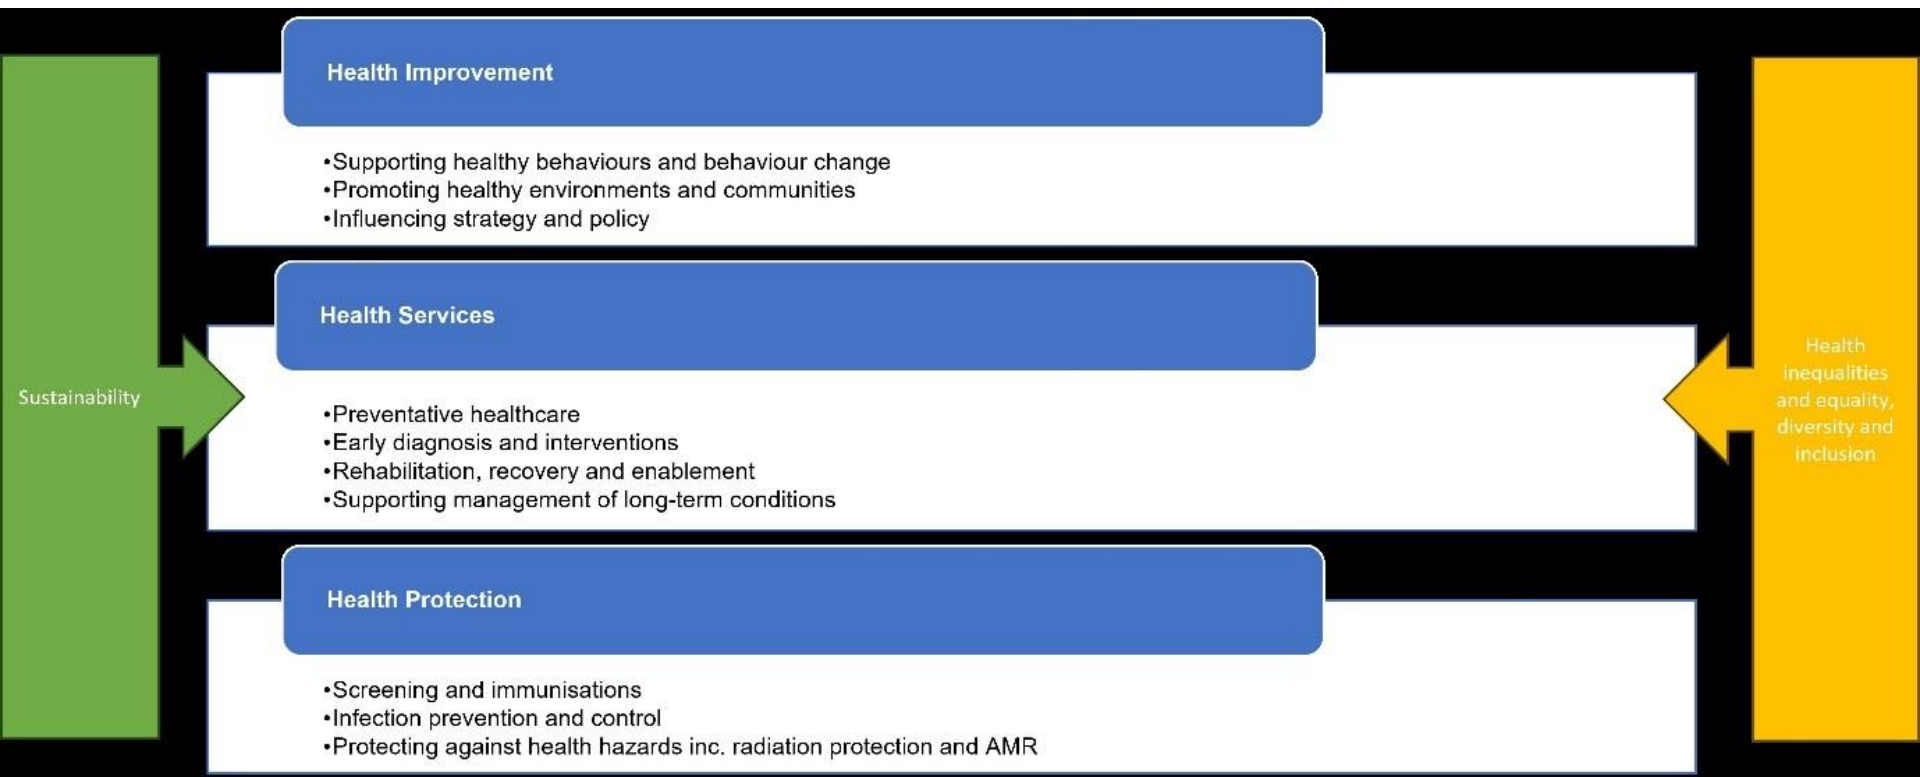 Health Improvement
•Supporting healthy behaviours and behaviour change
•Promoting healthy environments and communities
•Influencing strategy and policy
Health Services
•Preventative healthcare
•Early diagnosis and interventions
•Rehabilitation, recovery and enablement
•Supporting management of long-term conditions
Health Protection
•Screening and immunisations
•Infection prevention and control
•Protecting against health hazards inc. radiation protection and AMR
Sustainability
Health
inequalities
and equality,
diversity and
inclusion